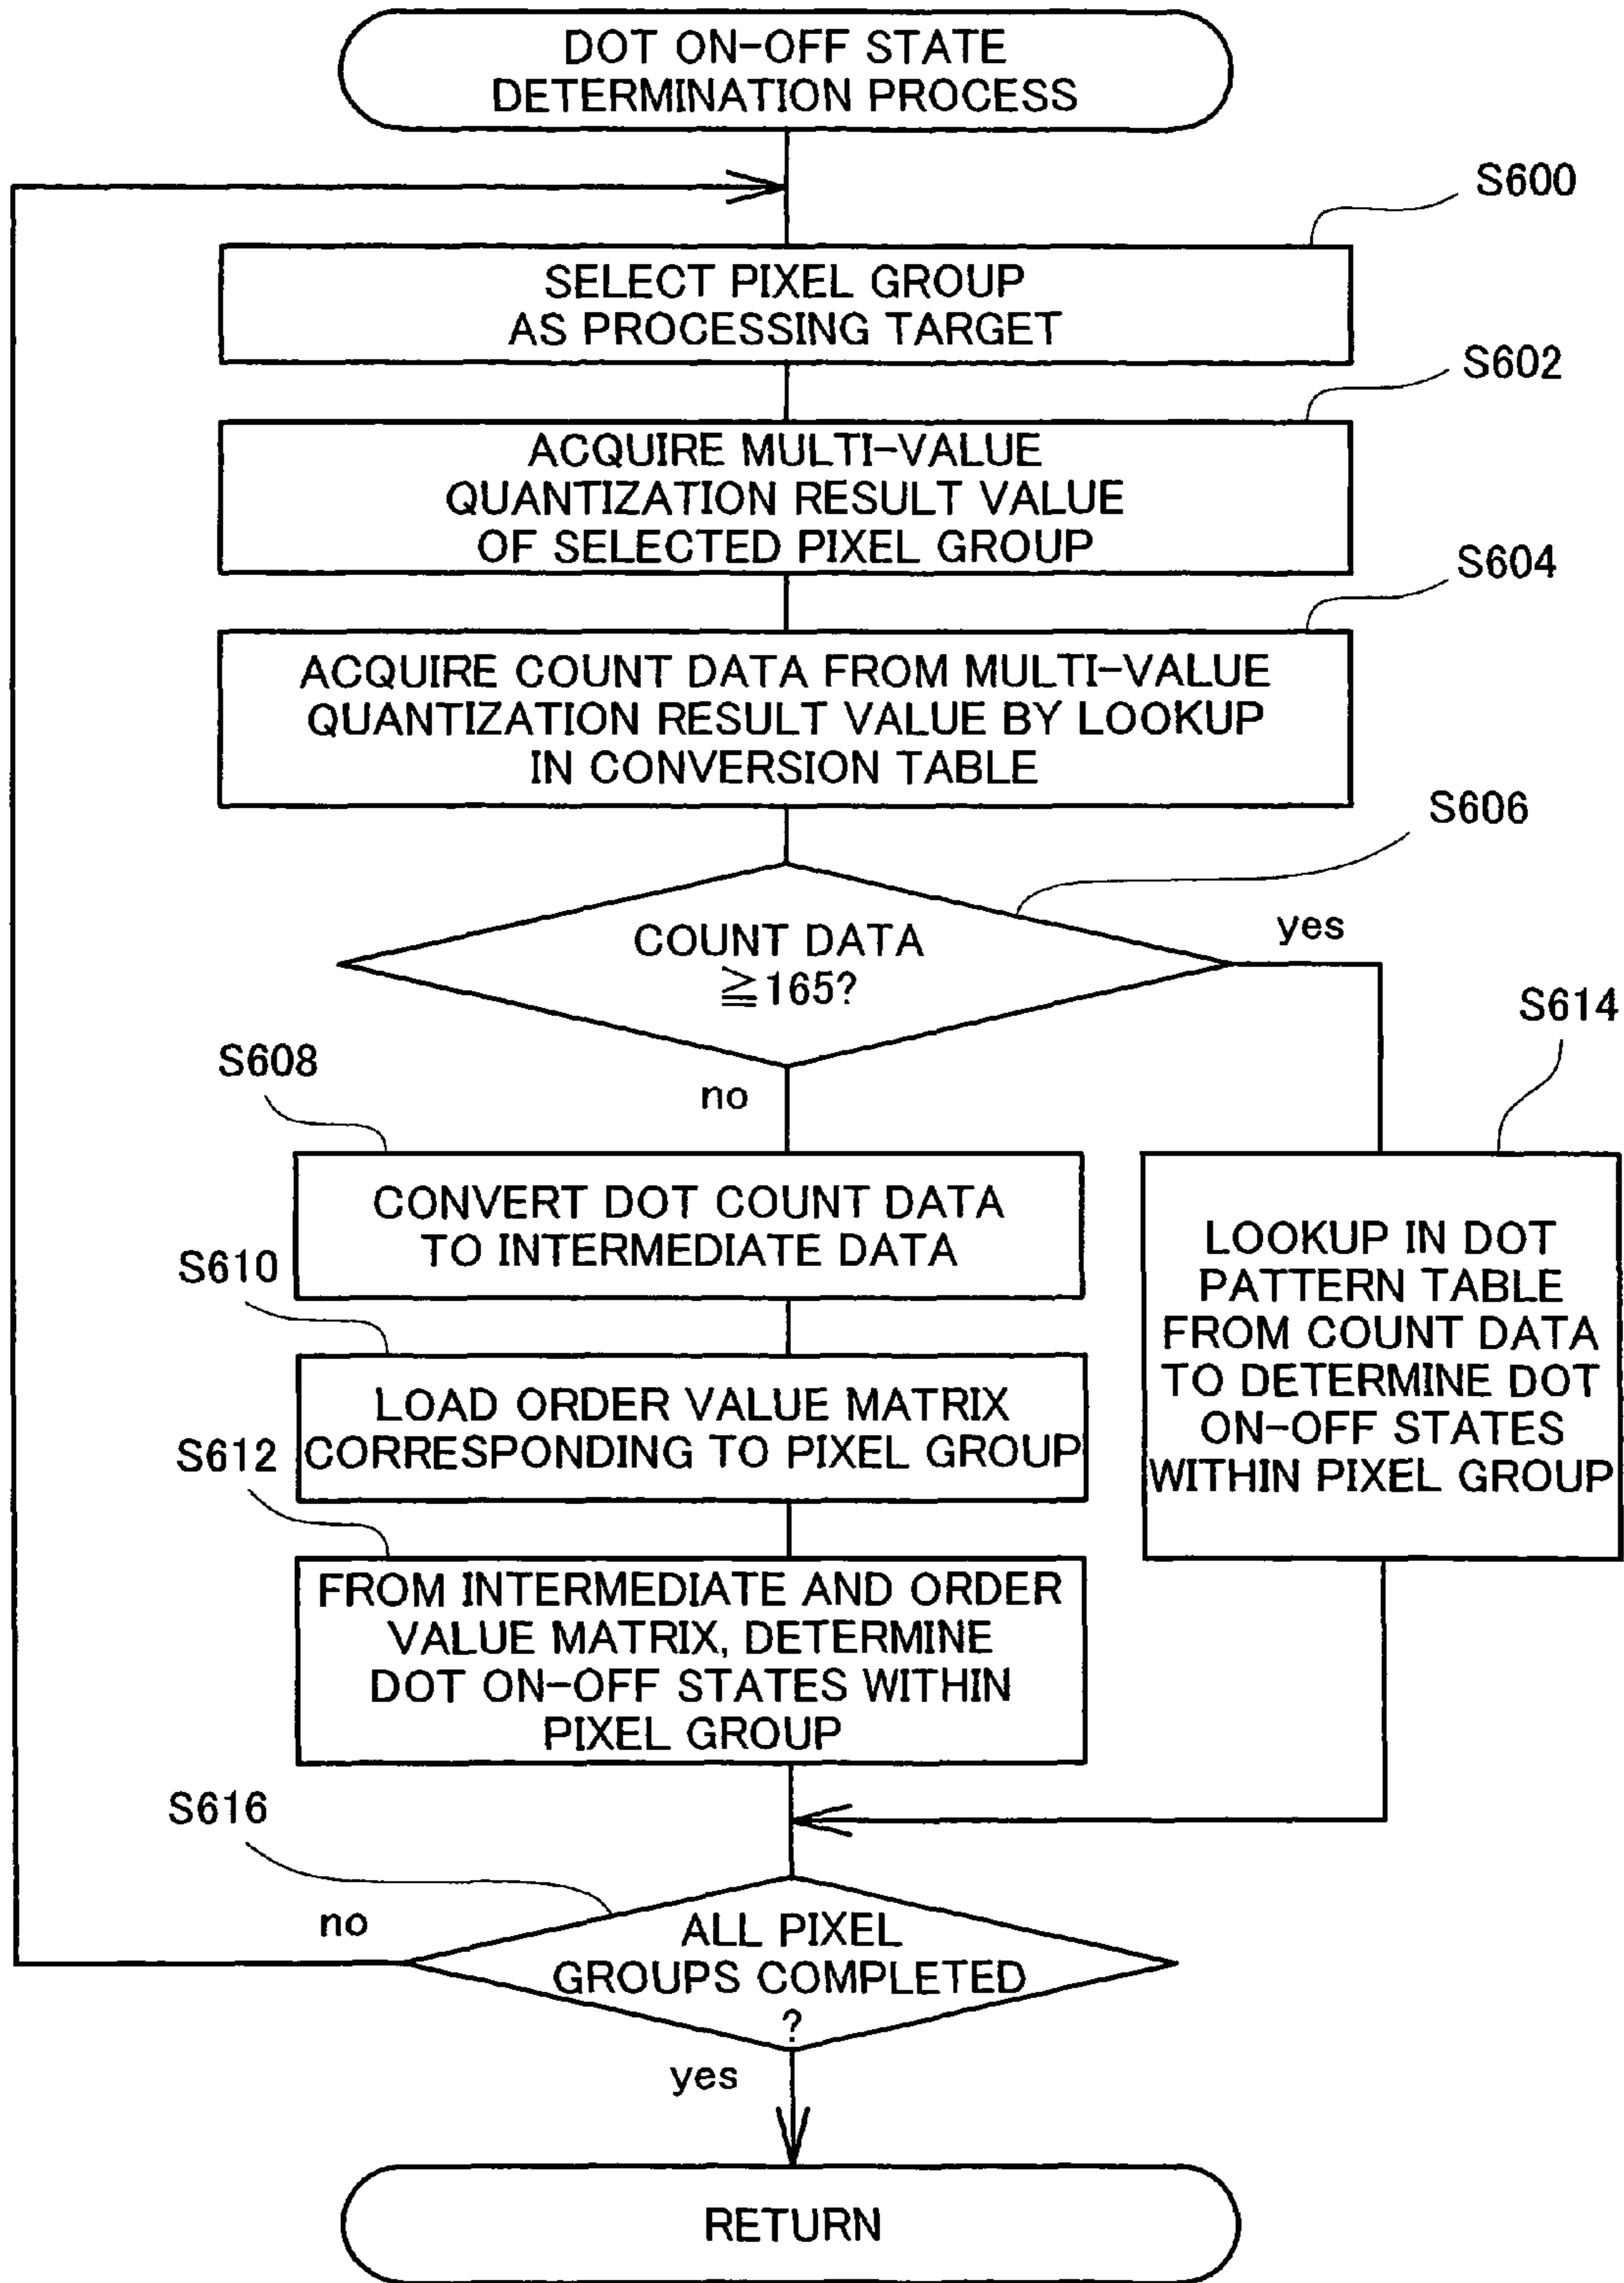 DOT ON-OFF STATE
DETERMINATION PROCESS
S600
SELECT PIXEL GROUP
AS PROCESSING TARGET
S602
ACQUIRE MULTI-VALUE
QUANTIZATION RESULT VALUE
OF SELECTED PIXEL GROUP
S604
ACQUIRE COUNT DATA FROM MULTI-VALUE
QUANTIZATION RESULT VALUE BY LOOKUP
IN CONVERSION TABLE
S606
COUNT DATA
≧165?
yes
no
S608
CONVERT DOT COUNT DATA
TO INTERMEDIATE DATA
S610
LOAD ORDER VALUE MATRIX
CORRESPONDING TO PIXEL GROUP
S612
FROM INTERMEDIATE AND ORDER
VALUE MATRIX, DETERMINE
DOT ON-OFF STATES WITHIN
PIXEL GROUP
S614
LOOKUP IN DOT
PATTERN TABLE
FROM COUNT DATA
TO DETERMINE DOT
ON-OFF STATES
WITHIN PIXEL GROUP
S616
ALL PIXEL
GROUPS COMPLETED
?
no
yes
RETURN